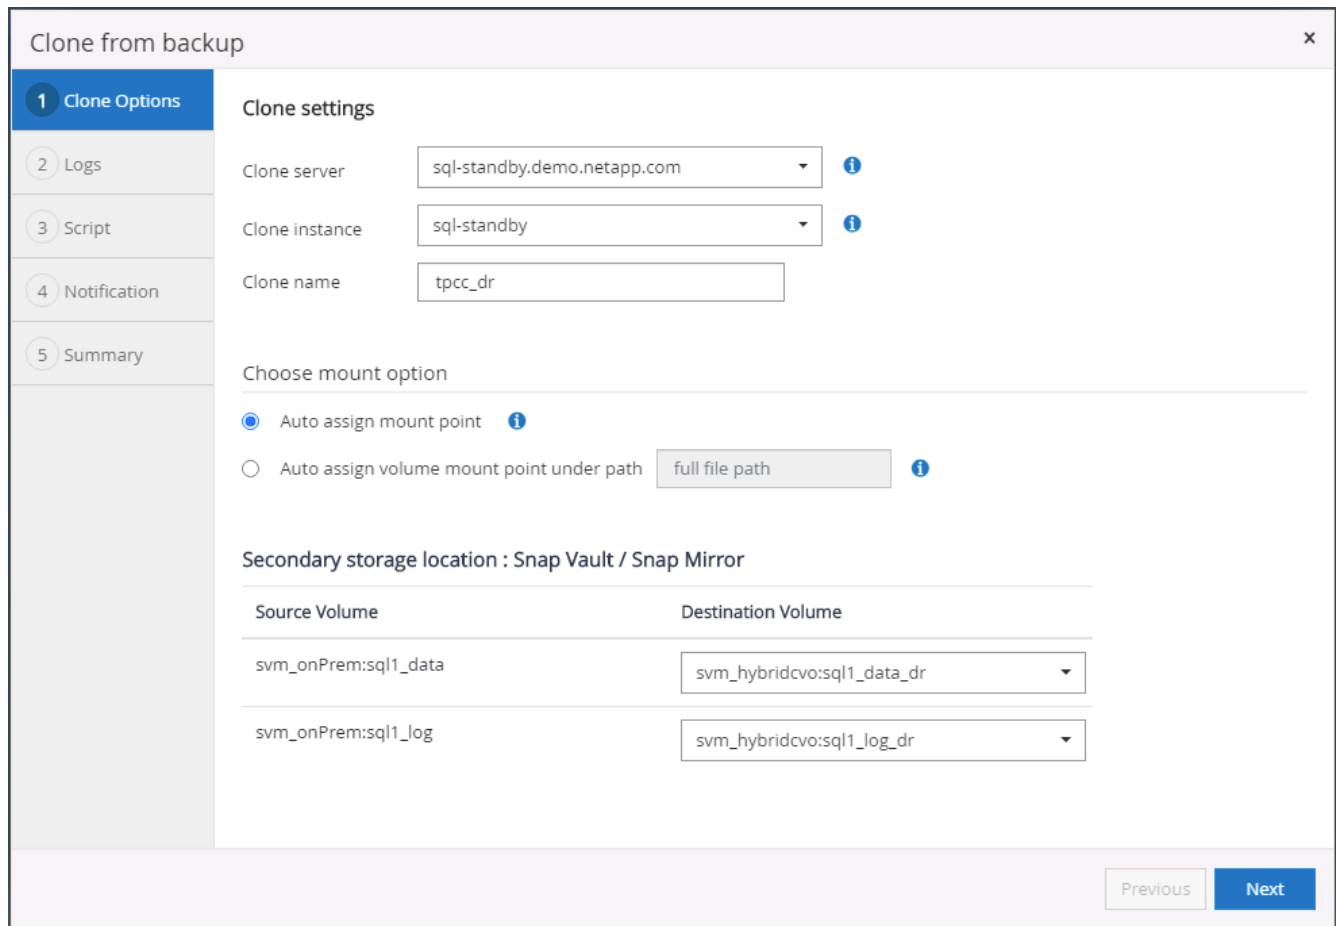 Clone from backup ×
1 Clone Options
2 Logs
3 Script
4 Notification
5 Summary
Clone settings
Clone server sql-standby.demo.netapp.com
Clone instance sql-standby
Clone name tpcc_dr
Choose mount option
Auto assign mount point
Auto assign volume mount point under path full file path
Secondary storage location : Snap Vault / Snap Mirror
Source Volume Destination Volume
svm_onPrem:sql1_data svm_hybridcvo:sql1_data_dr
svm_onPrem:sql1_log svm_hybridcvo:sql1_log_dr
Previous Next